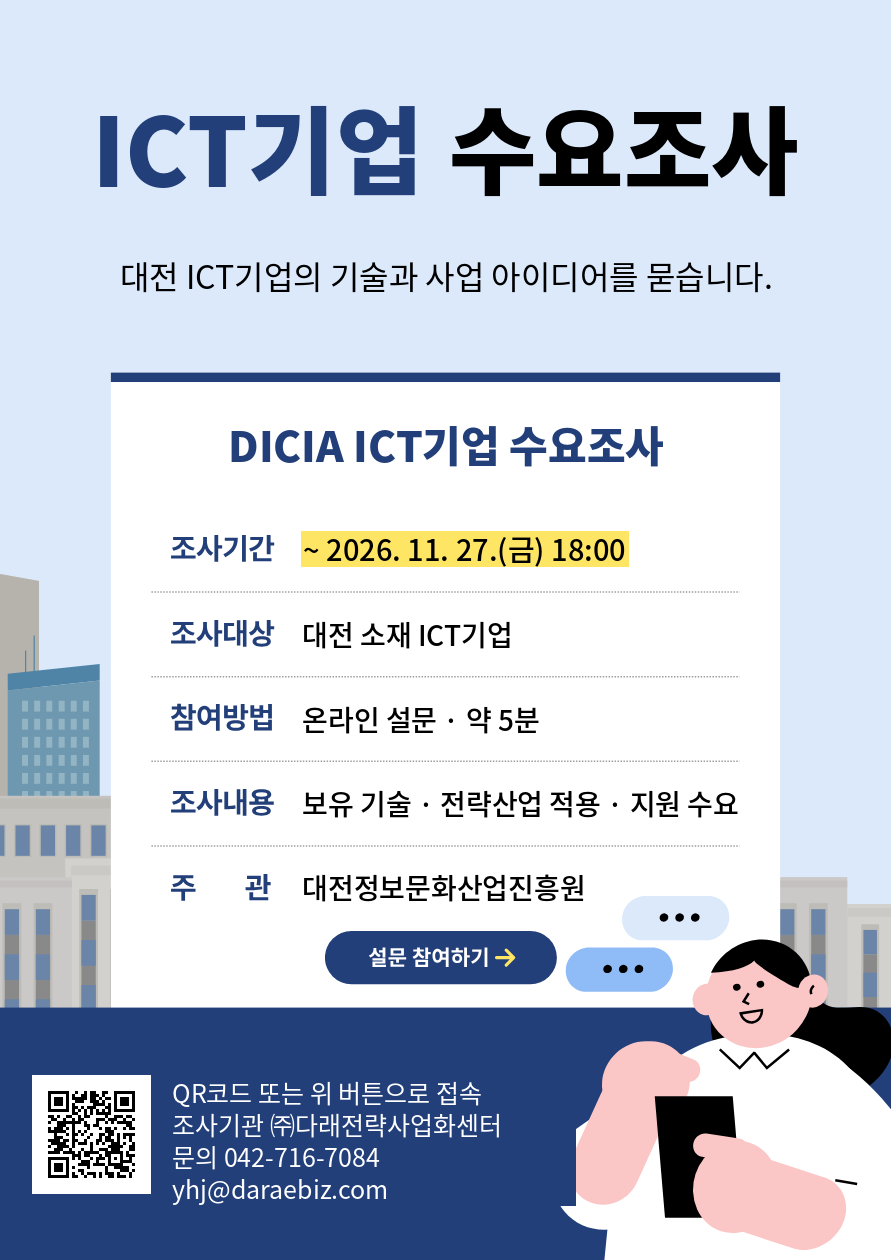 ICT기업 수요조사
대전 ICT기업의 기술과 사업 아이디어를 묻습니다.
DICIA ICT기업 수요조사
조사기간 ~ 2026. 11. 27.(금) 18:00
조사대상 대전 소재 ICT기업
참여방법 온라인 설문 · 약 5분
조사내용 보유 기술 · 전략산업 적용 · 지원 수요
주 관 대전정보문화산업진흥원
설문 참여하기 →
QR코드 또는 위 버튼으로 접속
조사기관 ㈜다래전략사업화센터
문의 042-716-7084
yhj@daraebiz.com